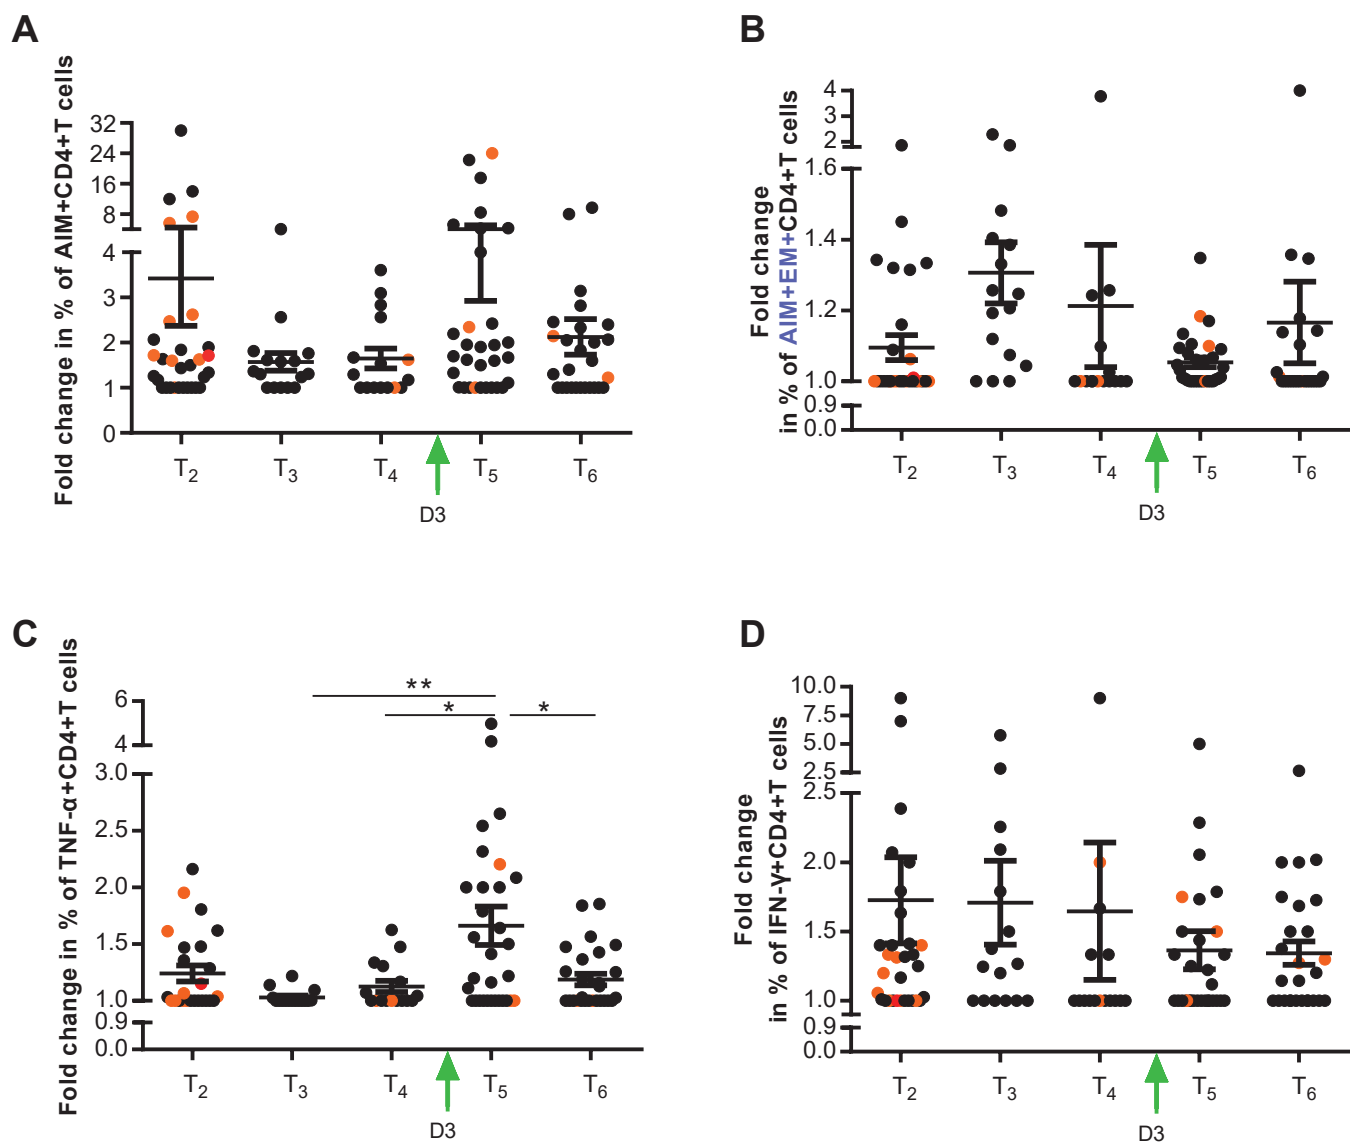 A
Fold change in % of AIM+CD4+T cells
32
24
16
8
4
3
2
1
0
T2 T3 T4 T5 T6
D3
B
Fold change
in % of AIM+EM+CD4+T cells
4
3
2
1.6
1.4
1.2
1.0
0.9
0.0
T2 T3 T4 T5 T6
D3
C
Fold change in % of TNF-α+CD4+T cells
** 
* *
6
4
3.0
2.5
2.0
1.5
1.0
0.9
0.0
T2 T3 T4 T5 T6
D3
D
Fold change
in % of IFN-γ+CD4+T cells
10.0
7.5
5.0
2.5
2.5
2.0
1.5
1.0
0.9
0.0
T2 T3 T4 T5 T6
D3